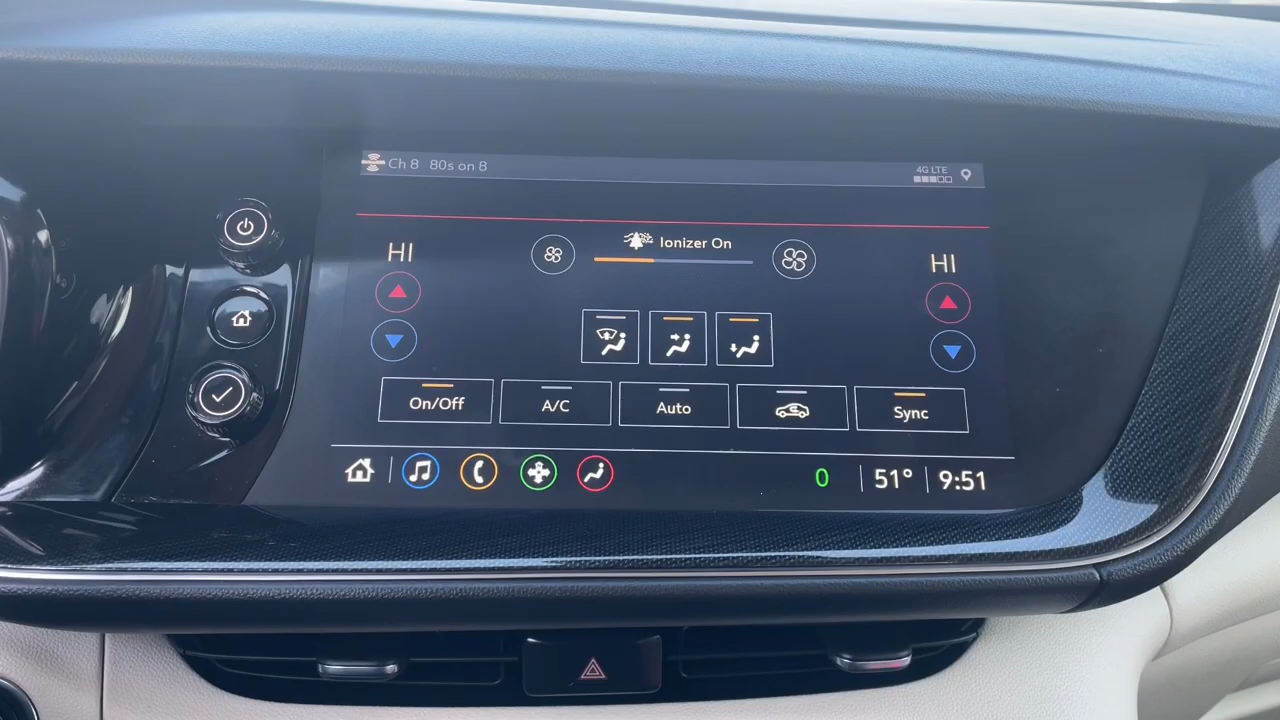 Ch 8 80s on 8
4G LTE
Ionizer On
HI
HI
On/Off
A/C
Auto
Sync
0
51°
9:51